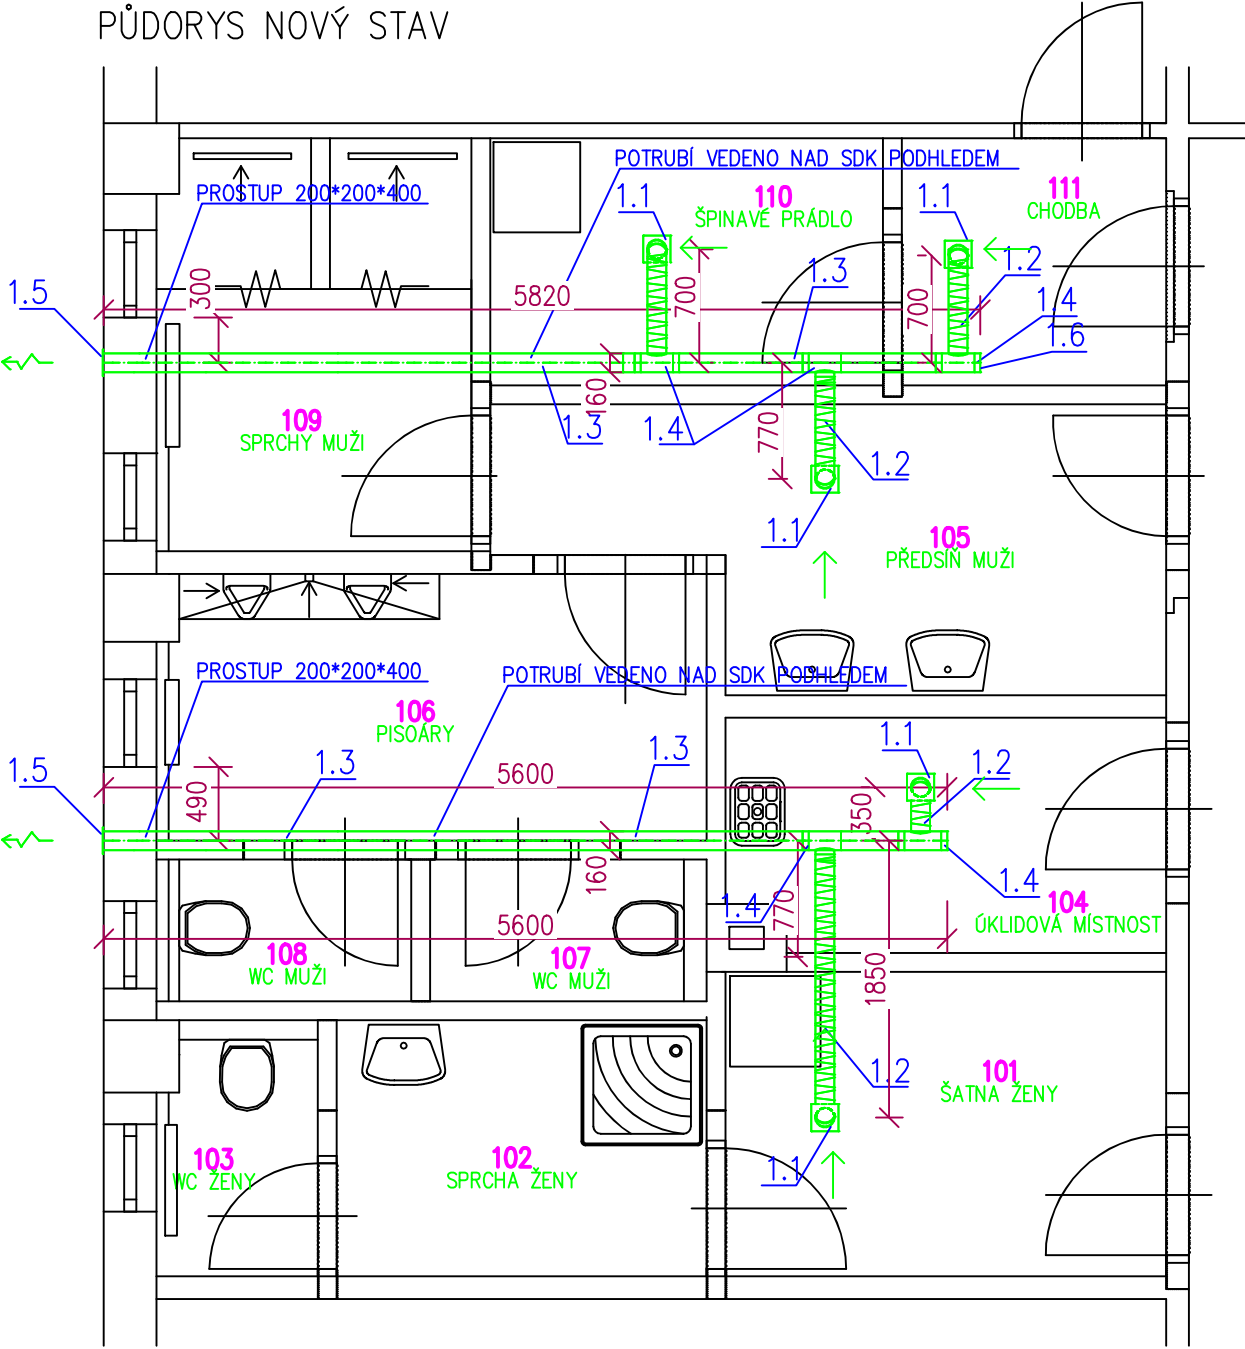 PŮDORYS NOVÝ STAV
POTRUBÍ VEDENO NAD SDK PODHLEDEM
PROSTUP 200*200*400
1.1
110
ŠPINAVÉ PRÁDLO
1.1
111
CHODBA
1.5
300
5820
700
1.3
700
1.2
1.4
1.6
160
109
SPRCHY MUŽI
1.3
1.4
770
1.2
1.1
105
PŘEDSÍŇ MUŽI
PROSTUP 200*200*400
POTRUBÍ VEDENO NAD SDK PODHLEDEM
106
PISOÁRY
1.5
490
1.3
5600
1.3
1.1
1.2
350
160
1.4
770
1.4
104
ÚKLIDOVÁ MÍSTNOST
5600
108
WC MUŽI
107
WC MUŽI
1850
1.2
101
ŠATNA ŽENY
103
WC ŽENY
102
SPRCHA ŽENY
1.1